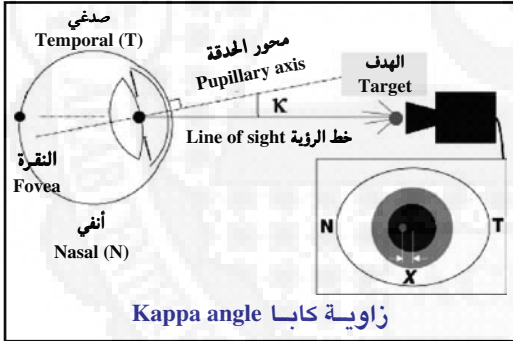 صدغي
Temporal (T)
محور الحدقة
Pupillary axis
الهدف
Target
κ
خط الرؤية Line of sight
النقرة
Fovea
أنفي
Nasal (N)
N
T
X
زاوية كابا Kappa angle